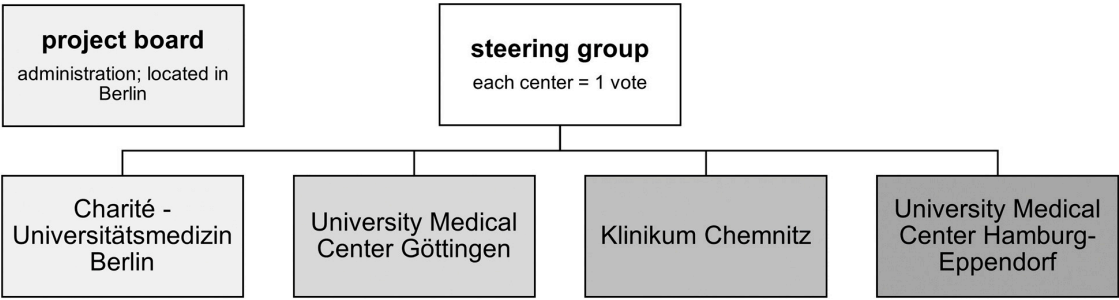 project board
administration; located in
Berlin
steering group
each center = 1 vote
Charité -
Universitätsmedizin
Berlin
University Medical
Center Göttingen
Klinikum Chemnitz
University Medical
Center Hamburg-
Eppendorf